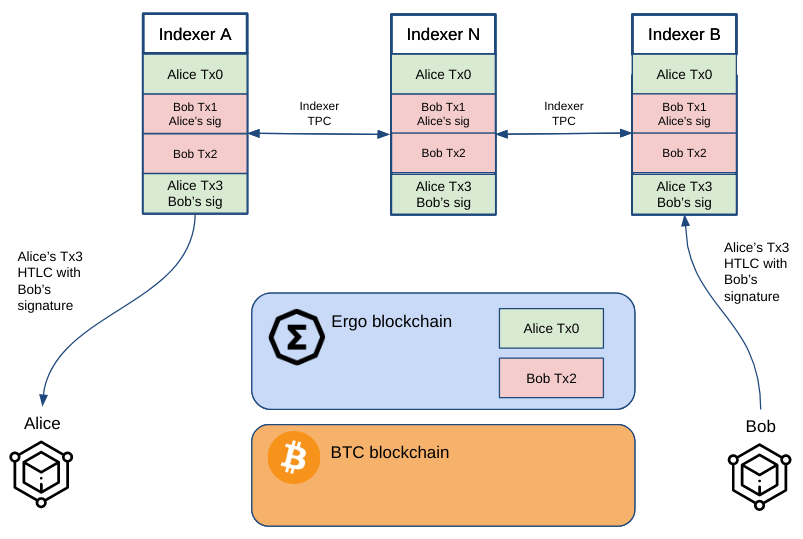 Indexer A
Indexer N
Indexer B
Alice Tx0
Bob Tx1
Alice's sig
Bob Tx2
Alice Tx3
Bob's sig
Indexer
TPC
Alice Tx0
Bob Tx1
Alice's sig
Bob Tx2
Alice Tx3
Bob's sig
Indexer
TPC
Alice Tx0
Bob Tx1
Alice's sig
Bob Tx2
Alice Tx3
Bob's sig
Alice's Tx3
HTLC with
Bob's
signature
Alice's Tx3
HTLC with
Bob's
signature
Σ
Ergo blockchain
Alice Tx0
Bob Tx2
₿
BTC blockchain
Alice
Bob